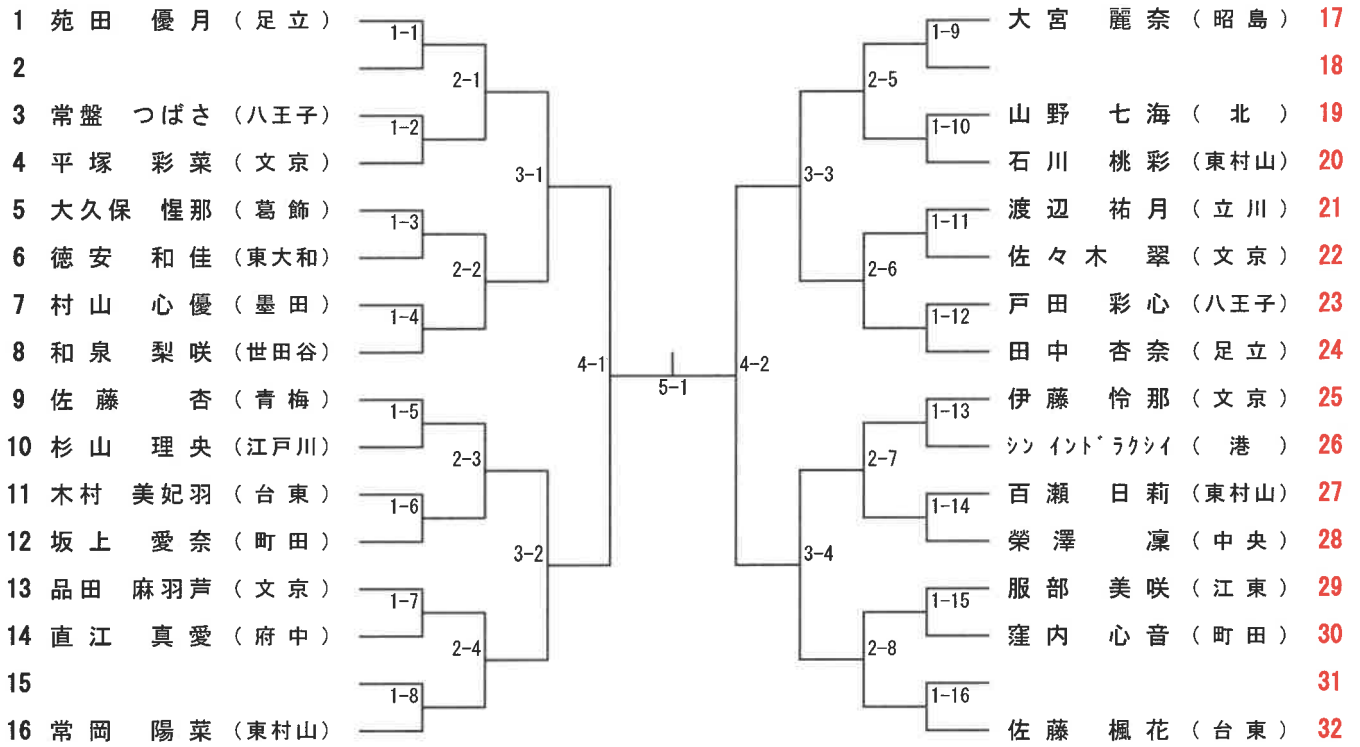 1 苑田 優月 (足立)
1-1
2
2-1
3 常盤 つばさ (八王子)
1-2
4 平塚 彩菜 (文京)
3-1
5 大久保 惺那 (葛飾)
1-3
6 徳安 和佳 (東大和)
2-2
7 村山 心優 (墨田)
1-4
8 和泉 梨咲 (世田谷)
4-1
9 佐藤 杏 (青梅)
1-5
10 杉山 理央 (江戸川)
2-3
11 木村 美妃羽 (台東)
1-6
12 坂上 愛奈 (町田)
3-2
13 品田 麻羽芦 (文京)
1-7
14 直江 真愛 (府中)
2-4
15
1-8
16 常岡 陽菜 (東村山)
5-1
大宮 麗奈 (昭島) 17
1-9
18
2-5
山野 七海 (北) 19
1-10
石川 桃彩 (東村山) 20
3-3
渡辺 祐月 (立川) 21
1-11
佐々木 翠 (文京) 22
2-6
戸田 彩心 (八王子) 23
1-12
田中 杏奈 (足立) 24
4-2
伊藤 怜那 (文京) 25
1-13
シン インドラクシイ (港) 26
2-7
百瀬 日莉 (東村山) 27
1-14
榮澤 凜 (中央) 28
3-4
服部 美咲 (江東) 29
1-15
窪内 心音 (町田) 30
2-8
31
1-16
佐藤 楓花 (台東) 32